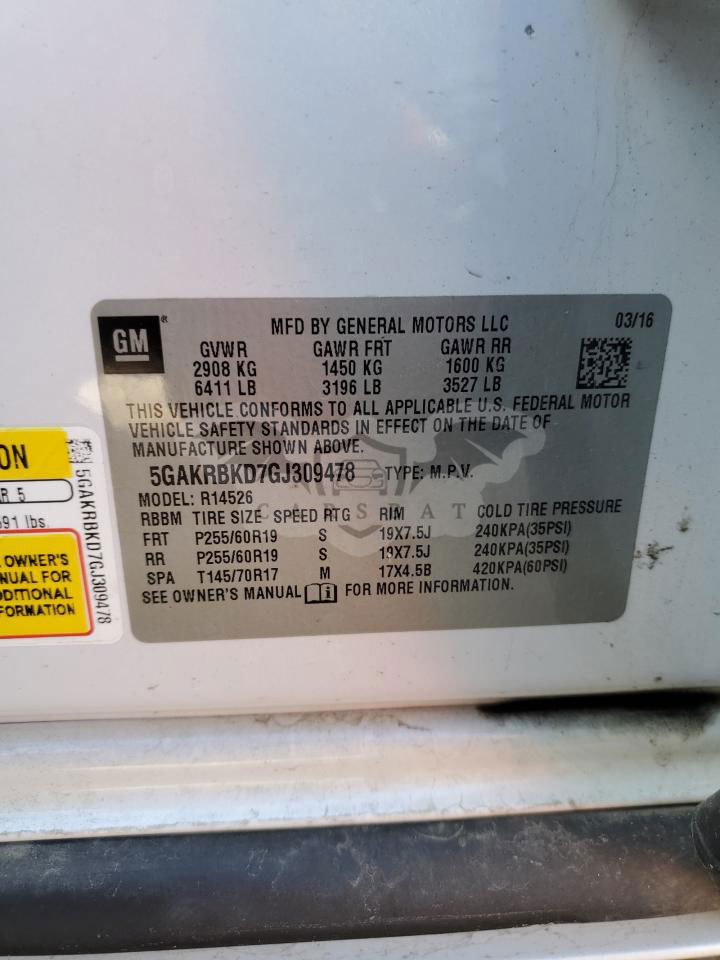 GM®
MFD BY GENERAL MOTORS LLC 03/16
GVWR GAWR FRT GAWR RR
2908 KG 1450 KG 1600 KG
6411 LB 3196 LB 3527 LB
THIS VEHICLE CONFORMS TO ALL APPLICABLE U.S. FEDERAL MOTOR
VEHICLE SAFETY STANDARDS IN EFFECT ON THE DATE OF
MANUFACTURE SHOWN ABOVE.
5GAKRBKD7GJ309478 TYPE: M.P.V.
MODEL: R14526
RBBM TIRE SIZE SPEED RTG RIM COLD TIRE PRESSURE
FRT P255/60R19 S 19X7.5J 240KPA(35PSI)
RR P255/60R19 S 19X7.5J 240KPA(35PSI)
SPA T145/70R17 M 17X4.5B 420KPA(60PSI)
SEE OWNER'S MANUAL FOR MORE INFORMATION.
ON
R 5
91 lbs.
OWNER'S
NUAL FOR
DDITIONAL
FORMATION
5GAKRBKD7GJ309478